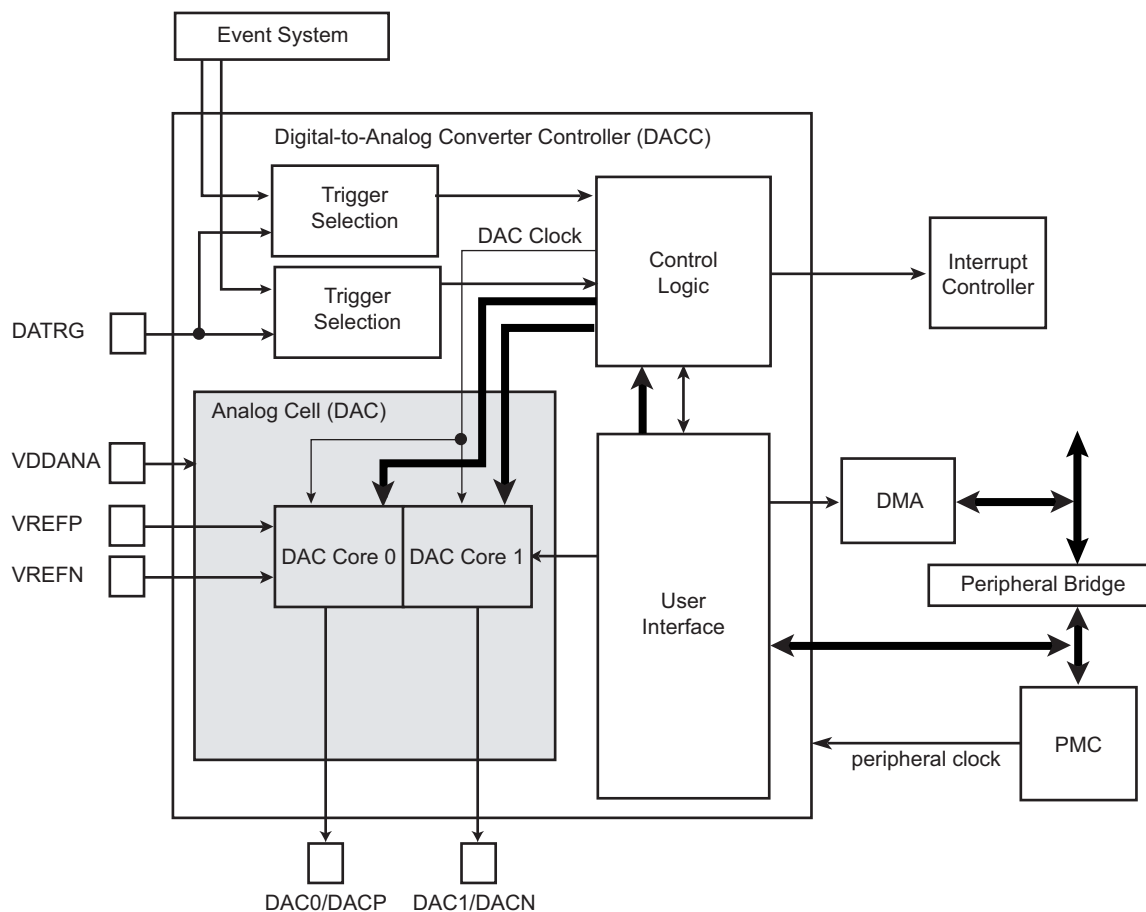 Event System
Digital-to-Analog Converter Controller (DACC)
Trigger
Selection
DAC Clock
Control
Logic
Interrupt
Controller
Trigger
Selection
DATRG
Analog Cell (DAC)
VDDANA
DMA
VREFP
DAC Core 0
DAC Core 1
VREFN
Peripheral Bridge
User
Interface
PMC
peripheral clock
DAC0/DACP
DAC1/DACN